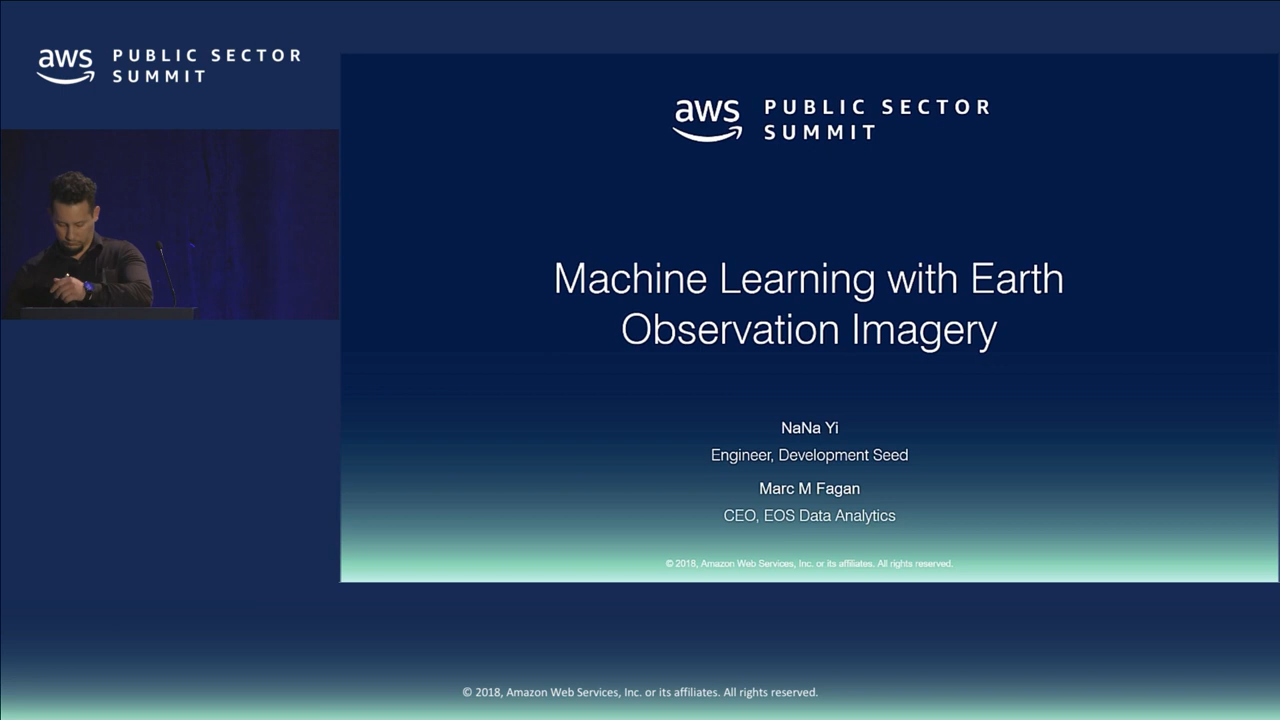 aws PUBLIC SECTOR
SUMMIT
aws PUBLIC SECTOR
SUMMIT
Machine Learning with Earth
Observation Imagery
NaNa Yi
Engineer, Development Seed
Marc M Fagan
CEO, EOS Data Analytics
© 2018, Amazon Web Services, Inc. or its affiliates. All rights reserved.
© 2018, Amazon Web Services, Inc. or its affiliates. All rights reserved.